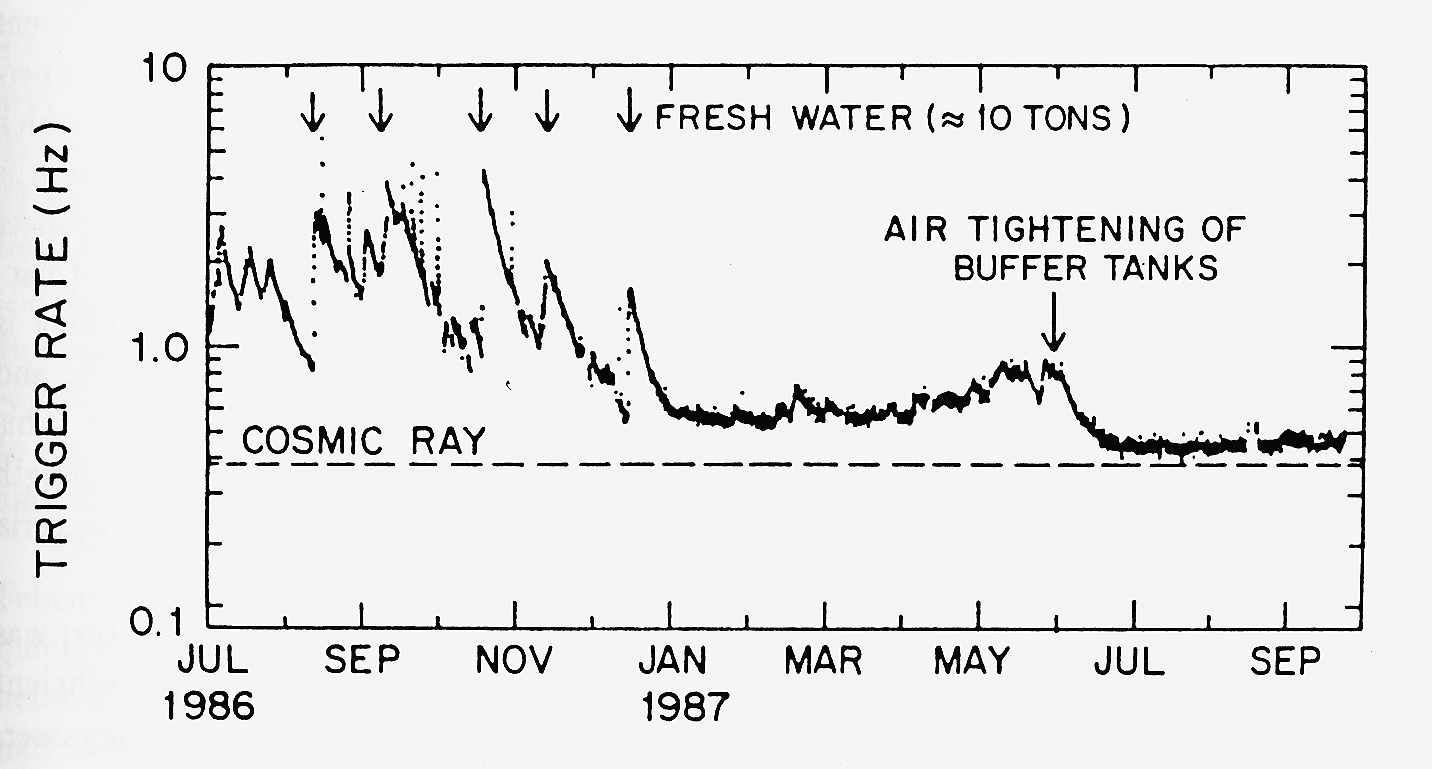 10
FRESH WATER (≈ 10 TONS)
AIR TIGHTENING OF
BUFFER TANKS
TRIGGER RATE (Hz)
1.0
COSMIC RAY
0.1
JUL SEP NOV JAN MAR MAY JUL SEP
1986 1987